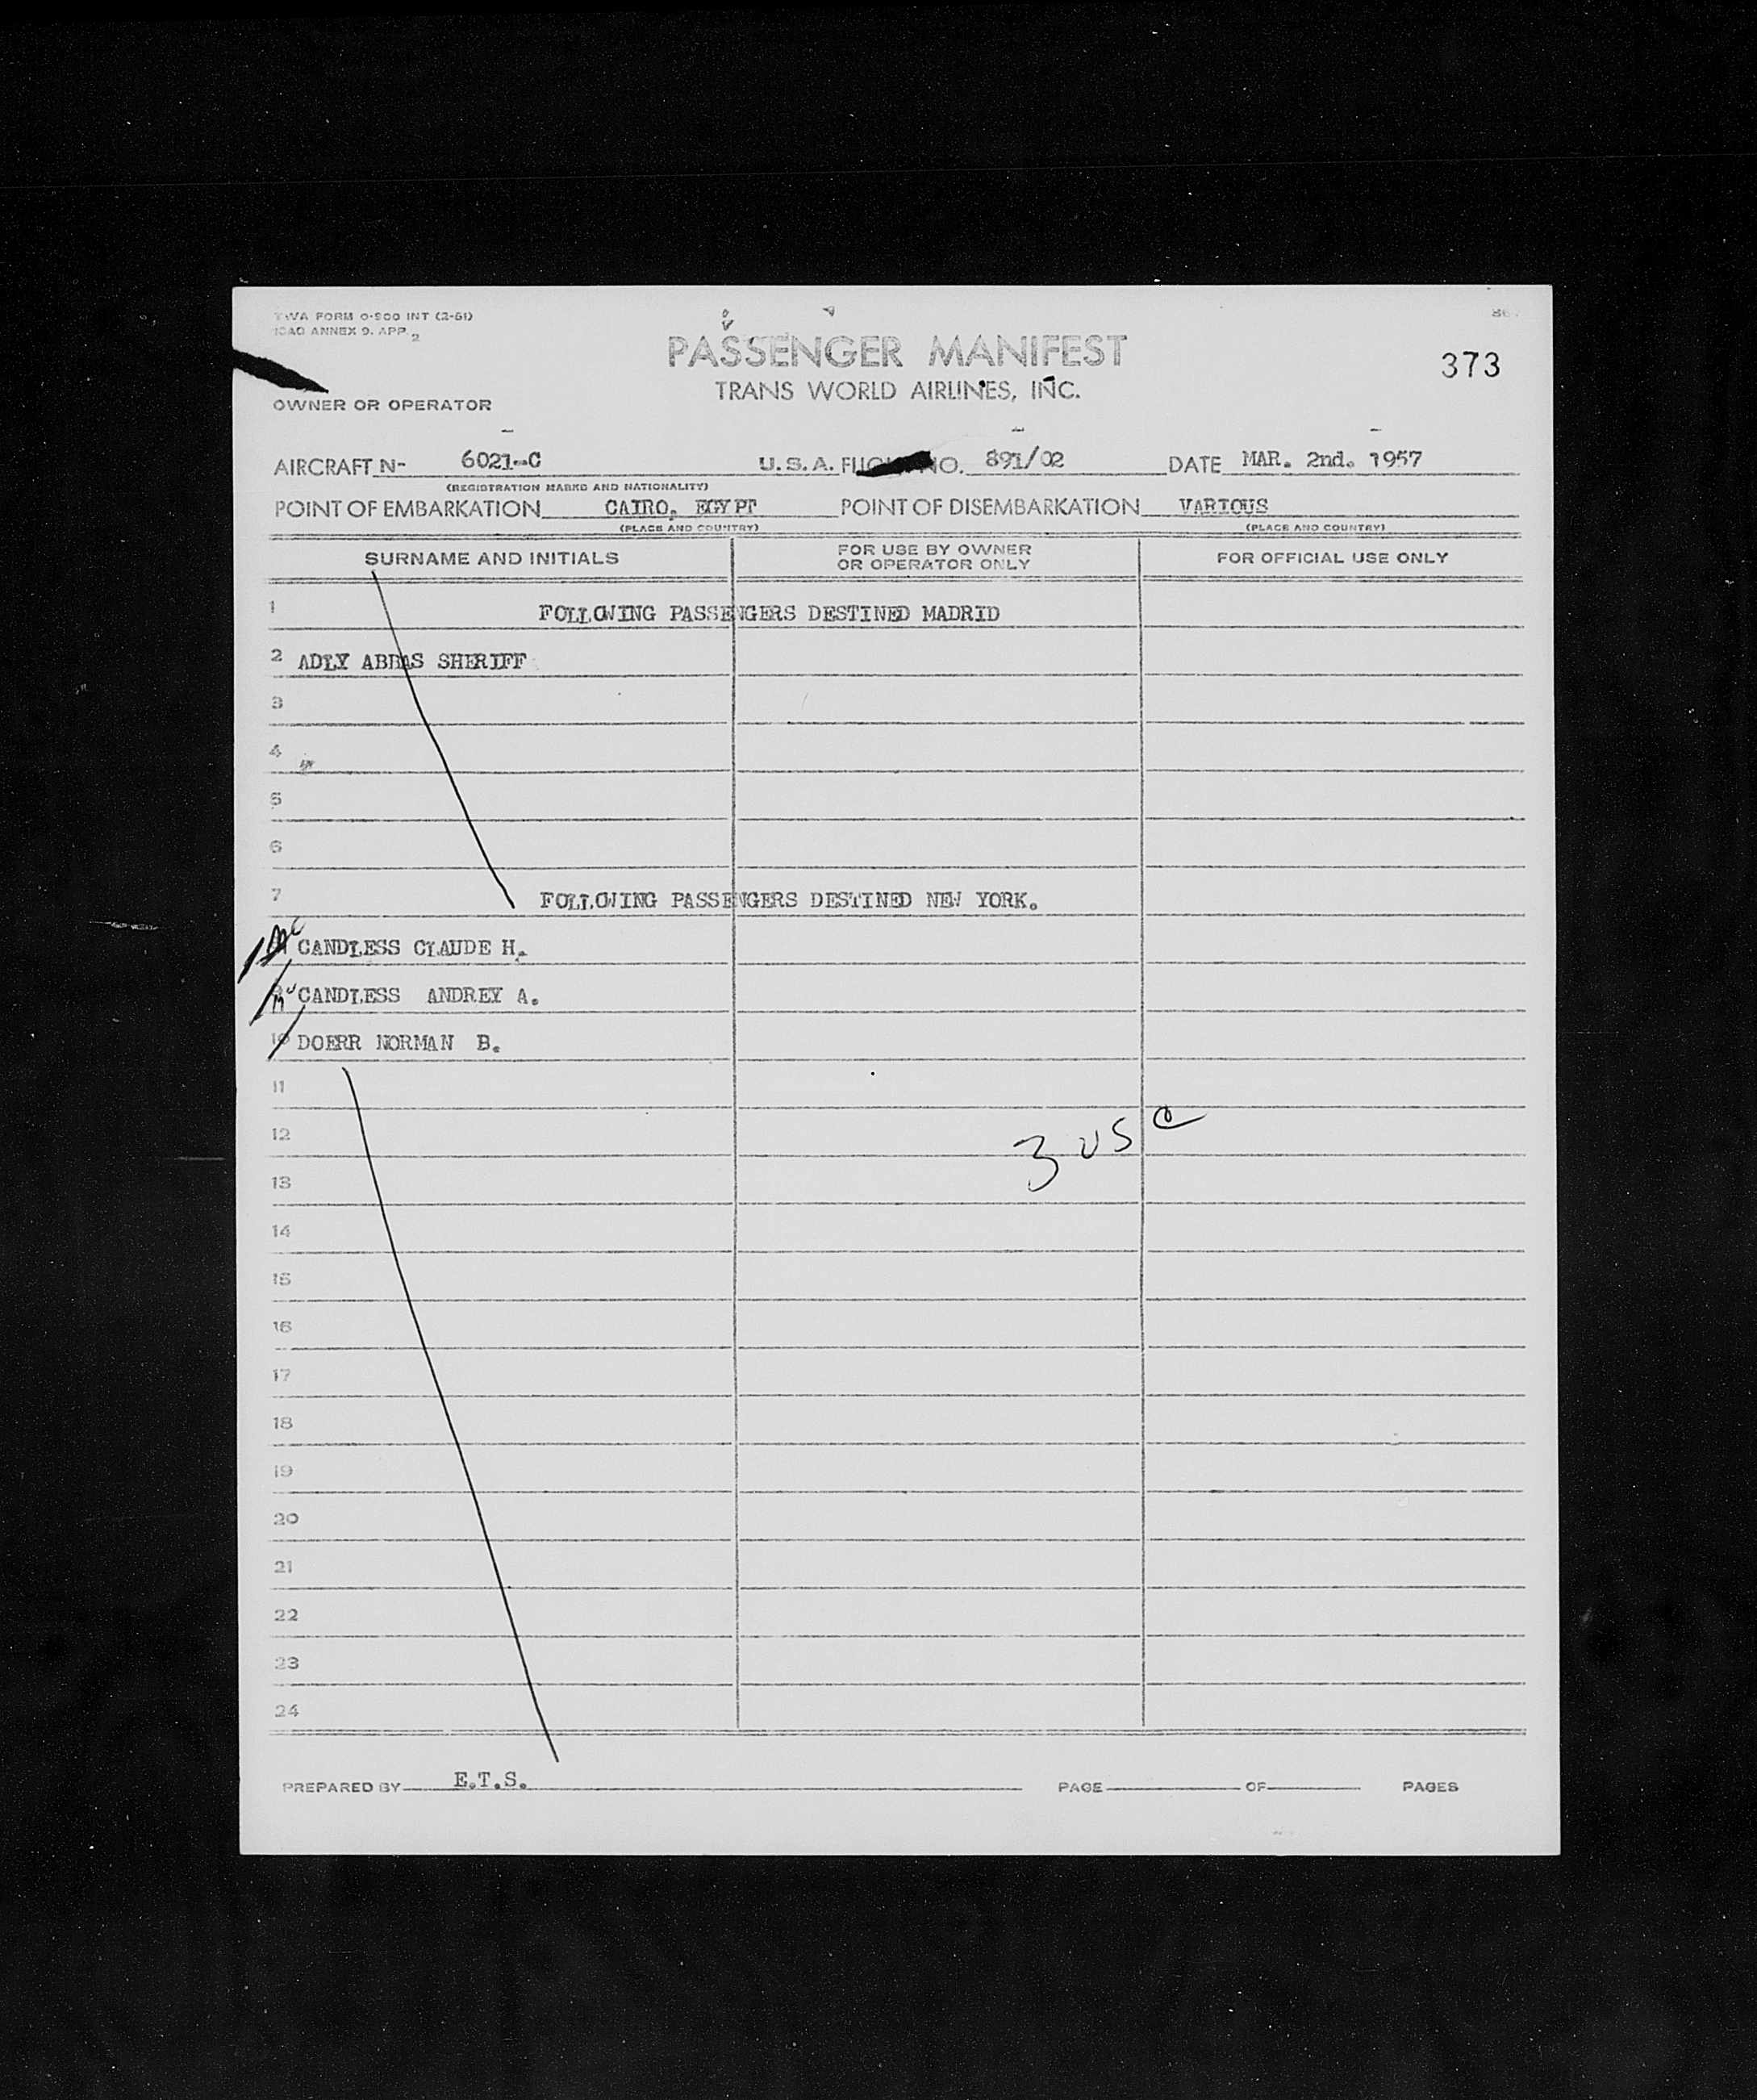 TWA FORM 0-900 INT (2-51)
ICAO ANNEX 9. APP 2
PASSENGER MANIFEST
373
TRANS WORLD AIRLINES, INC.
OWNER OR OPERATOR
AIRCRAFT N- 6021-C U.S.A. FLIGHT NO. 891/02 DATE MAR. 2nd. 1957
(REGISTRATION MARKS AND NATIONALITY)
POINT OF EMBARKATION CAIRO, EGYPT POINT OF DISEMBARKATION VARIOUS
(PLACE AND COUNTRY) (PLACE AND COUNTRY)
SURNAME AND INITIALS FOR USE BY OWNER OR OPERATOR ONLY FOR OFFICIAL USE ONLY
1 FOLLOWING PASSENGERS DESTINED MADRID
2 ADLY ABBAS SHERIFF
3
4
5
6
7 FOLLOWING PASSENGERS DESTINED NEW YORK.
Mc CANDLESS CLAUDE H.
Mc CANDLESS ANDREY A.
10 DOERR NORMAN B.
11
12 3 USC
13
14
15
16
17
18
19
20
21
22
23
24
PREPARED BY E.T.S. PAGE OF PAGES